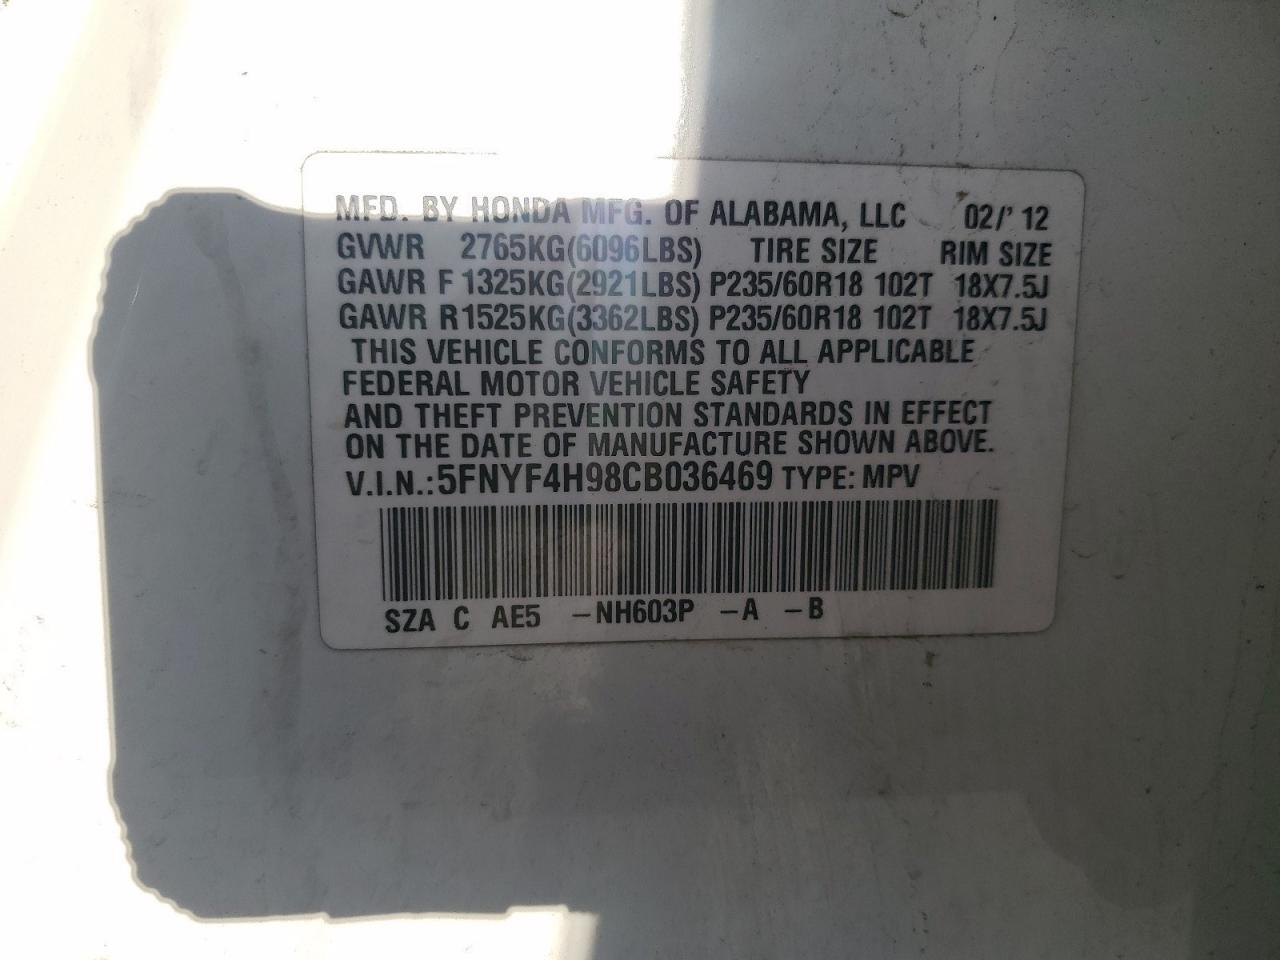 MFD. BY HONDA MFG. OF ALABAMA, LLC 02/'12
GVWR 2765KG(6096LBS) TIRE SIZE RIM SIZE
GAWR F 1325KG(2921LBS) P235/60R18 102T 18X7.5J
GAWR R1525KG(3362LBS) P235/60R18 102T 18X7.5J
THIS VEHICLE CONFORMS TO ALL APPLICABLE
FEDERAL MOTOR VEHICLE SAFETY
AND THEFT PREVENTION STANDARDS IN EFFECT
ON THE DATE OF MANUFACTURE SHOWN ABOVE.
V.I.N.:5FNYF4H98CB036469 TYPE: MPV
SZA C AE5 -NH603P -A -B